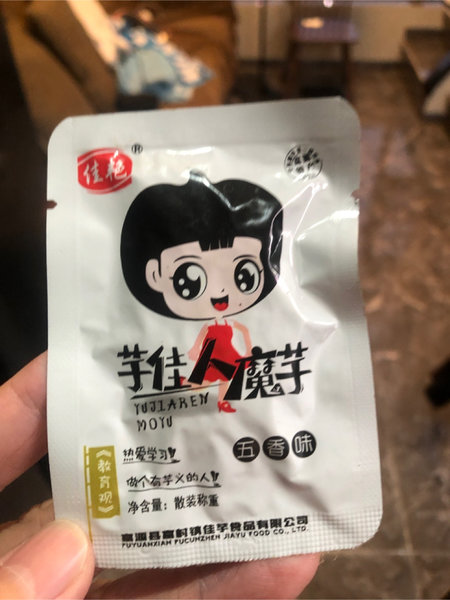 佳艳®
芋佳人魔芋
YUJIAREN
MOYU
五香味
《教育观》
热爱学习
做个有芋义的人
净含量：散装称重
富源县富村镇佳芋食品有限公司
FUYUANXIAN FUCUNZHEN JIAYU FOOD CO., LTD.